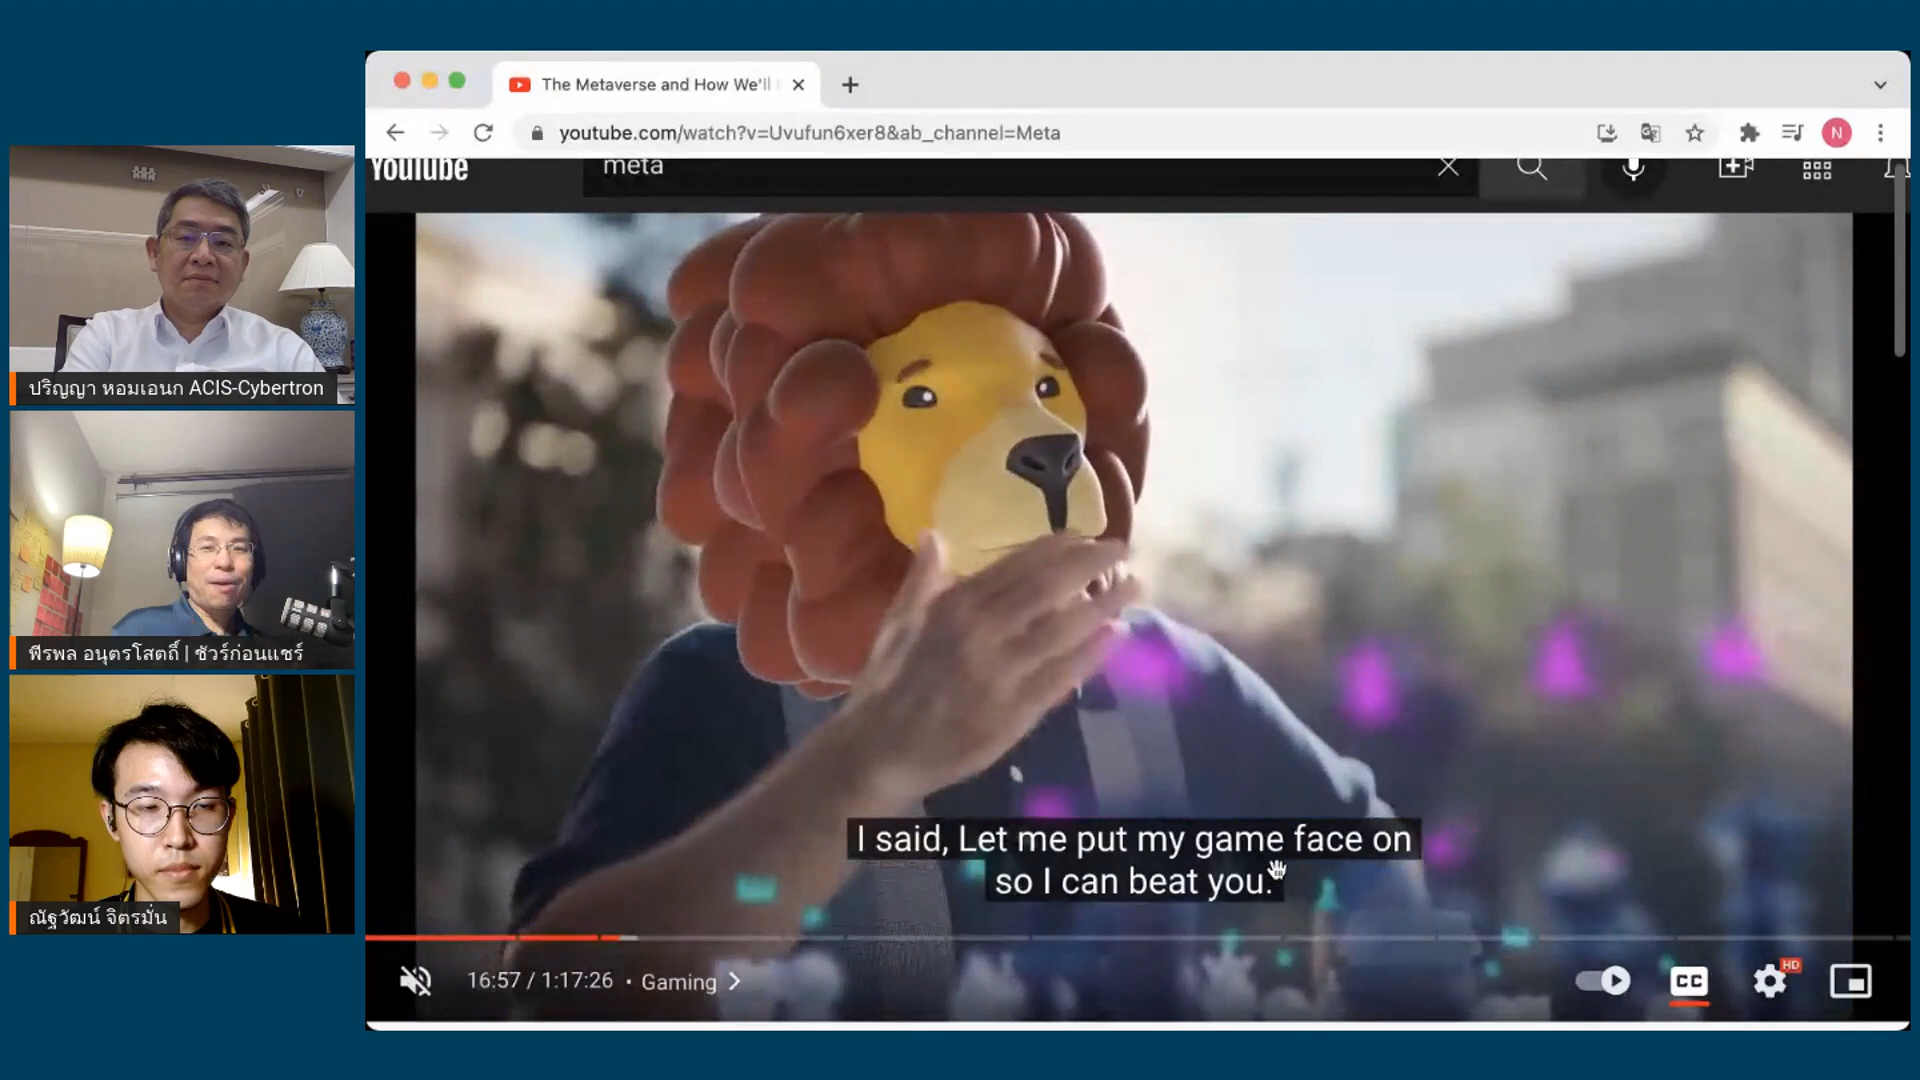 The Metaverse and How We'll
youtube.com/watch?v=Uvufun6xer8&ab_channel=Meta
N
YouTube
meta
ปริญญา หอมเอนก ACIS-Cybertron
พีรพล อนุตรโสตถิ์ | ชัวร์ก่อนแชร์
ณัฐวัฒน์ จิตรมั่น
I said, Let me put my game face on
so I can beat you.
16:57 / 1:17:26 • Gaming
CC
HD